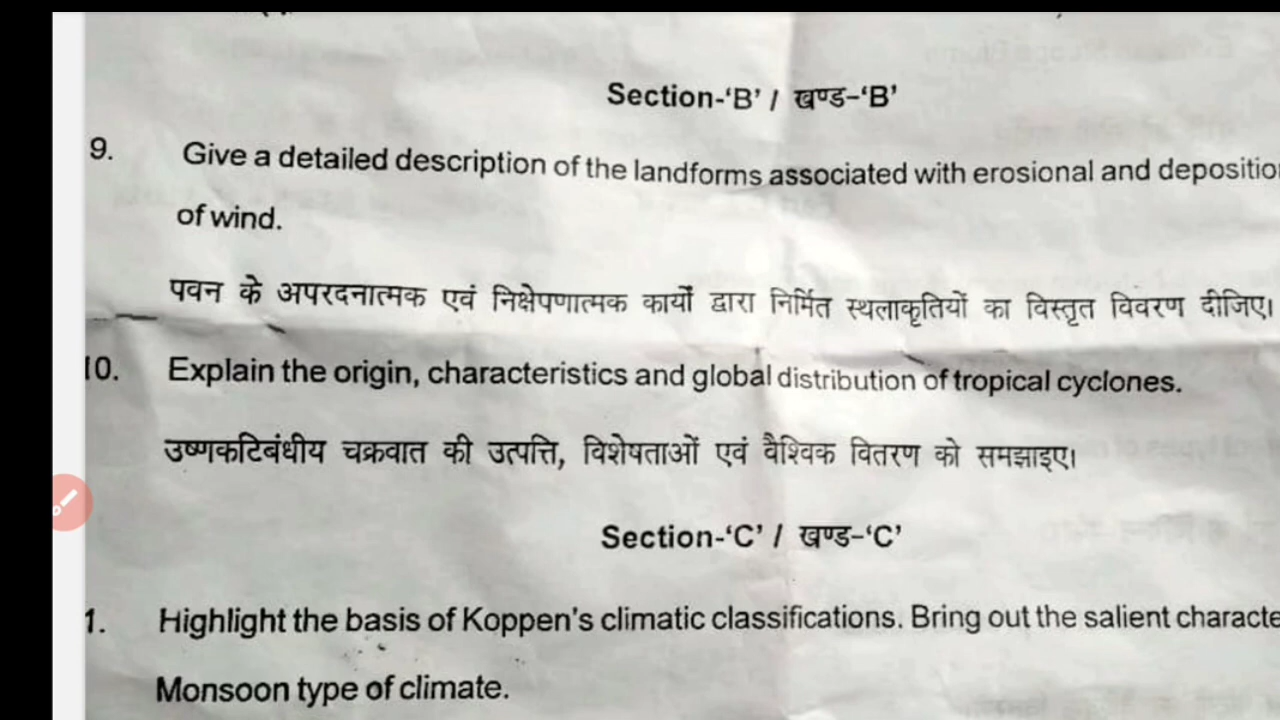 Section-‘B’ / खण्ड-‘B’
9. Give a detailed description of the landforms associated with erosional and
of wind.
पवन के अपरदनात्मक एवं निक्षेपणात्मक कार्यों द्वारा निर्मित स्थलाकृतियों का विस्तृत विवरण दीजिए।
10. Explain the origin, characteristics and global distribution of tropical cyclones.
उष्णकटिबंधीय चक्रवात की उत्पत्ति, विशेषताओं एवं वैश्विक वितरण को समझाइए।
Section-‘C’ / खण्ड-‘C’
1. Highlight the basis of Koppen's climatic classifications. Bring out the salient
Monsoon type of climate.